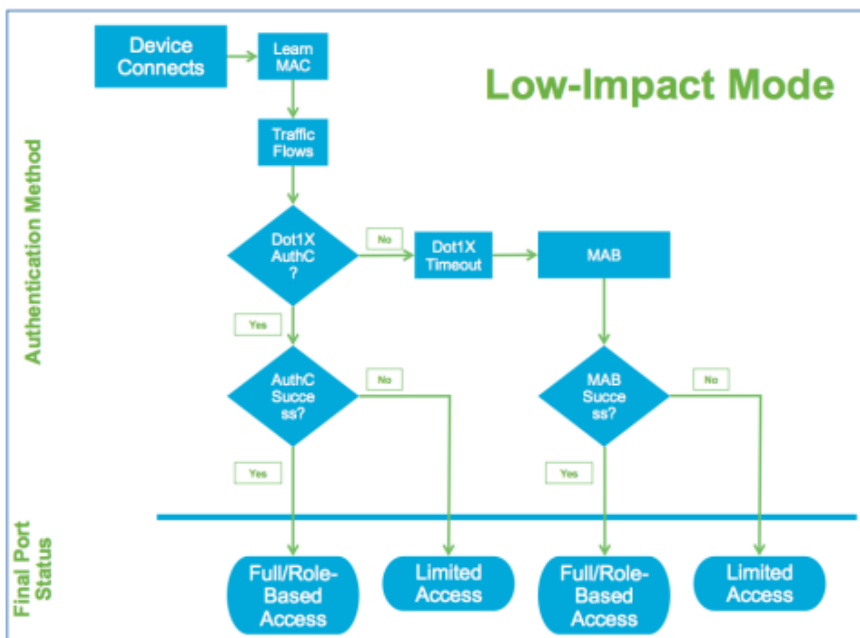 Device
Connects
Learn
MAC
Low-Impact Mode
Traffic
Flows
Authentication Method
Dot1X
AuthC
?
No
Dot1X
Timeout
MAB
Yes
AuthC
Succe
ss?
No
MAB
Succe
ss?
No
Yes
Yes
Final Port
Status
Full/Role-
Based
Access
Limited
Access
Full/Role-
Based
Access
Limited
Access